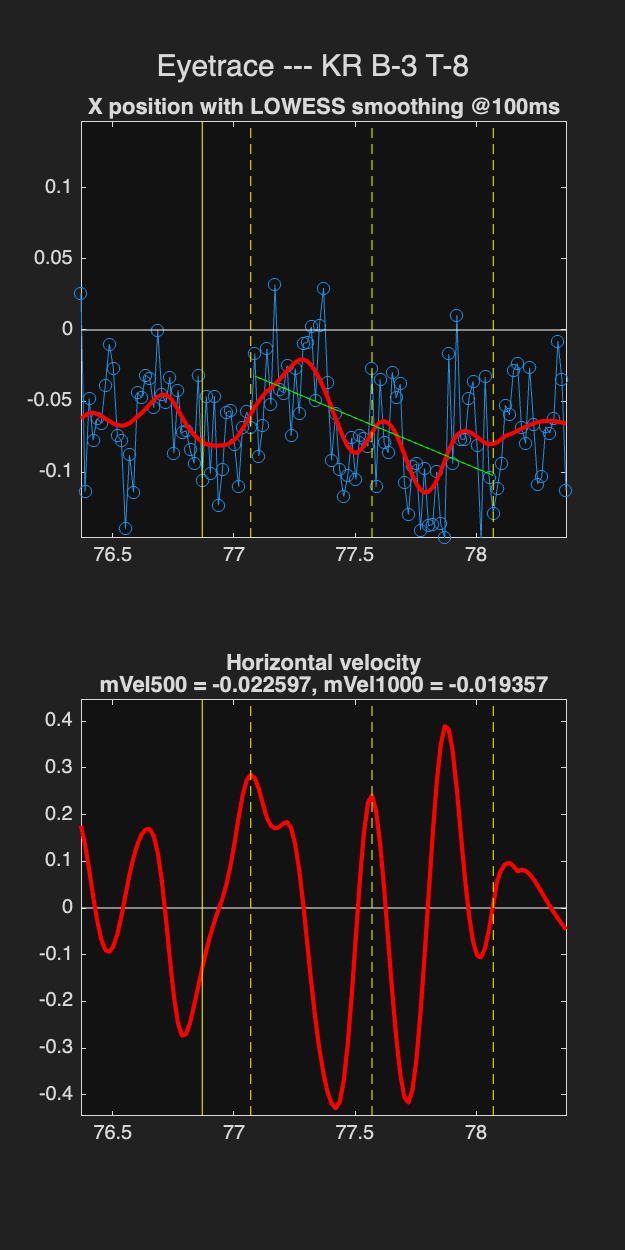 Eyetrace --- KR B-3 T-8
X position with LOWESS smoothing @100ms
0.1
0.05
0
-0.05
-0.1
76.5 77 77.5 78
Horizontal velocity
mVel500 = -0.022597, mVel1000 = -0.019357
0.4
0.3
0.2
0.1
0
-0.1
-0.2
-0.3
-0.4
76.5 77 77.5 78